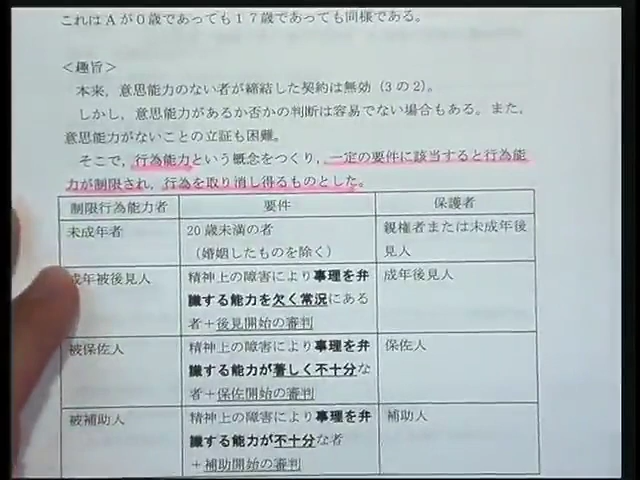 これはAが0歳であっても17歳であっても同様である。
＜趣旨＞
本来，意思能力のない者が締結した契約は無効（3の2）。
しかし，意思能力があるか否かの判断は容易でない場合もある。また，
意思能力がないことの立証も困難。
そこで，行為能力という概念をつくり，一定の要件に該当すると行為能
力が制限され，行為を取り消し得るものとした。
制限行為能力者 要件 保護者
未成年者
20歳未満の者
（婚姻したものを除く）
親権者または未成年後
見人
成年被後見人
精神上の障害により事理を弁
識する能力を欠く常況にある
者＋後見開始の審判
成年後見人
被保佐人
精神上の障害により事理を弁
識する能力が著しく不十分な
者＋保佐開始の審判
保佐人
被補助人
精神上の障害により事理を弁
識する能力が不十分な者
＋補助開始の審判
補助人